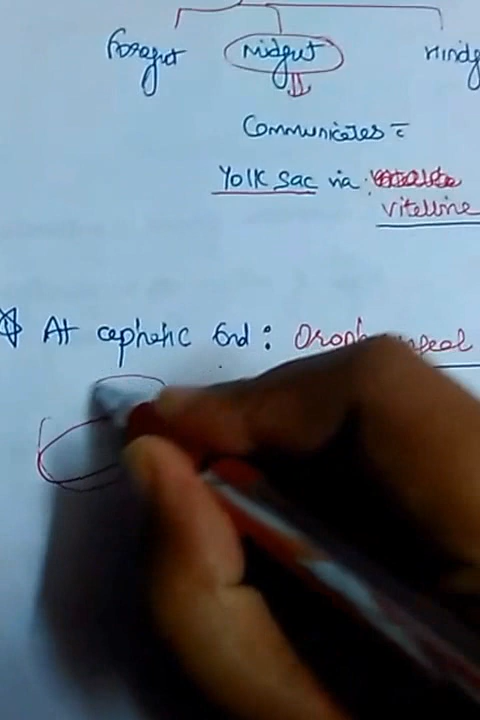 Foregut Midgut Hindg
Communicates c̄
Yolk Sac via
vitelline
At cephalic End :